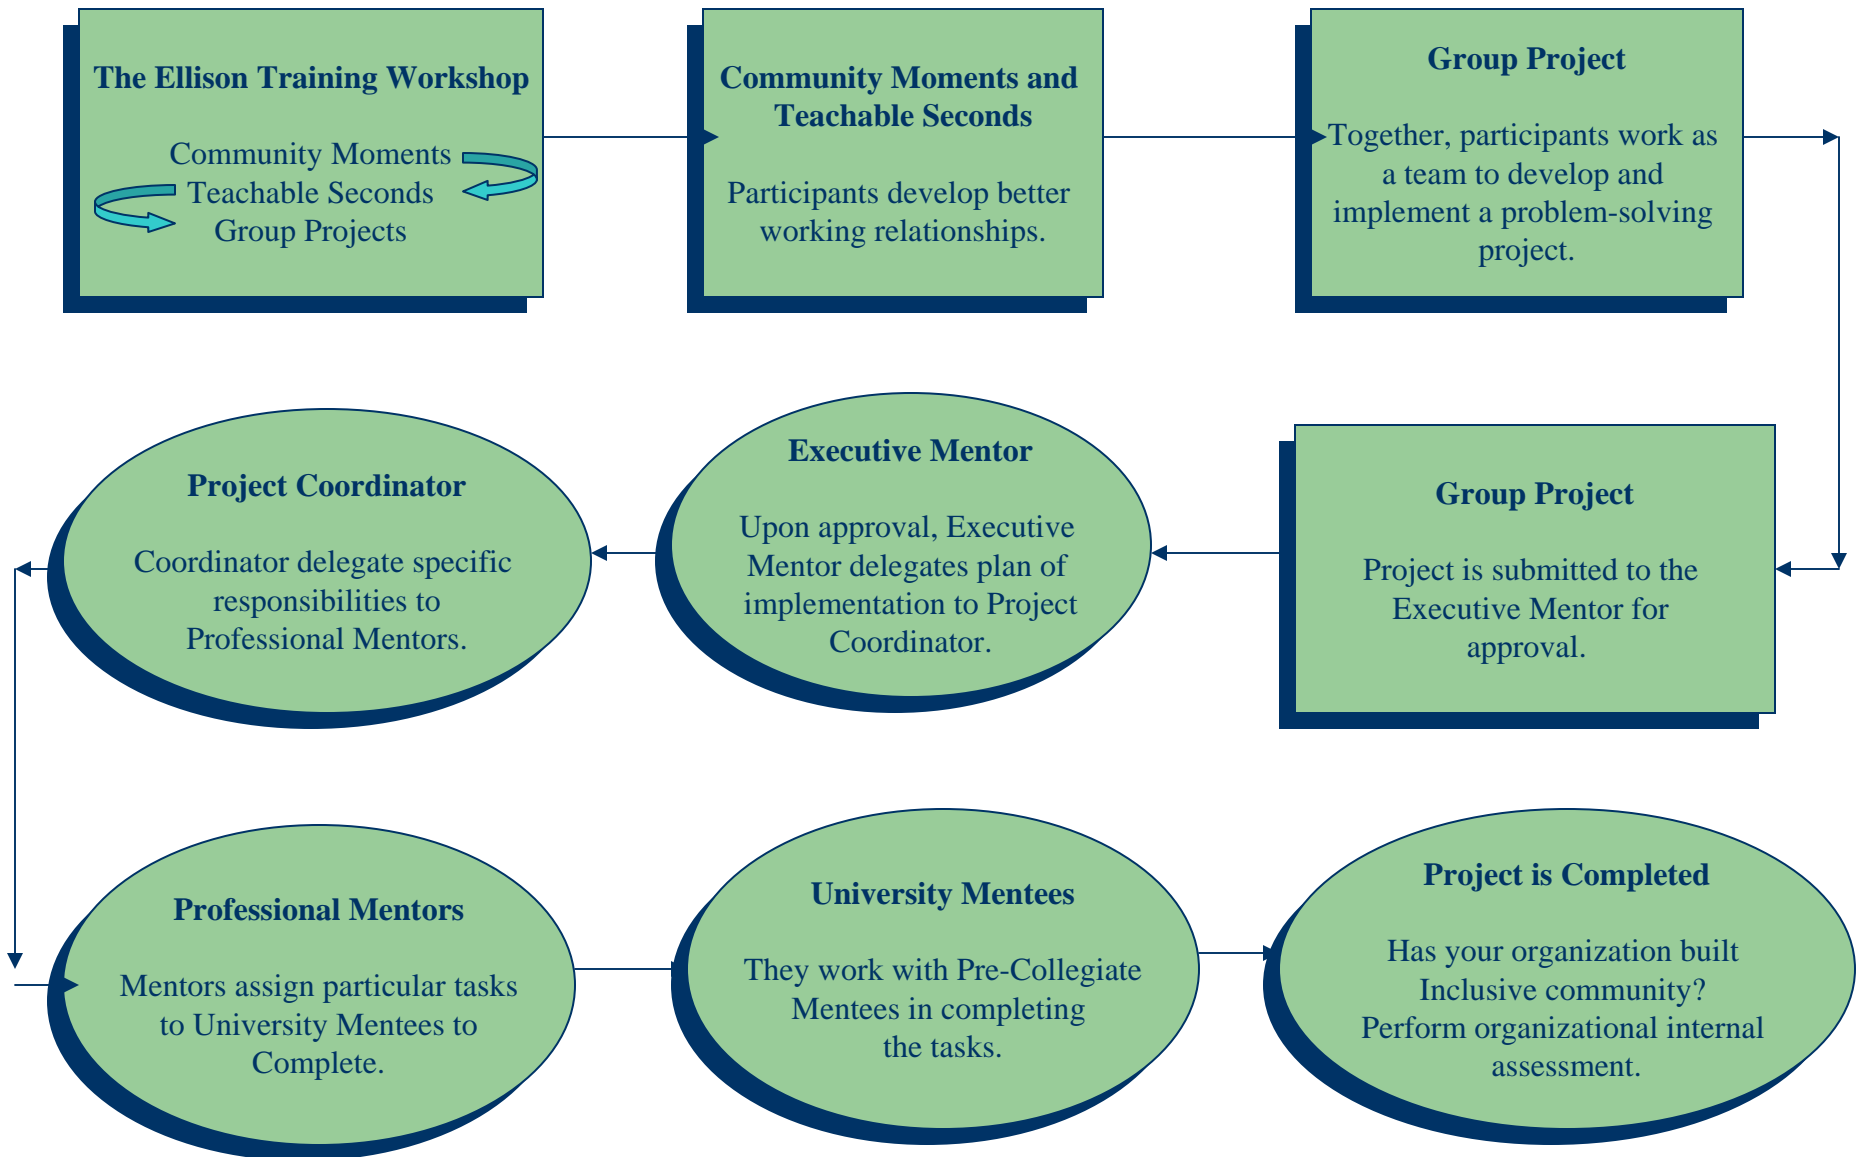 The Ellison Training Workshop
Community Moments
Teachable Seconds
Group Projects
Community Moments and
Teachable Seconds
Participants develop better
working relationships.
Group Project
Together, participants work as
a team to develop and
implement a problem-solving
project.
Group Project
Project is submitted to the
Executive Mentor for
approval.
Executive Mentor
Upon approval, Executive
Mentor delegates plan of
implementation to Project
Coordinator.
Project Coordinator
Coordinator delegate specific
responsibilities to
Professional Mentors.
Professional Mentors
Mentors assign particular tasks
to University Mentees to
Complete.
University Mentees
They work with Pre-Collegiate
Mentees in completing
the tasks.
Project is Completed
Has your organization built
Inclusive community?
Perform organizational internal
assessment.